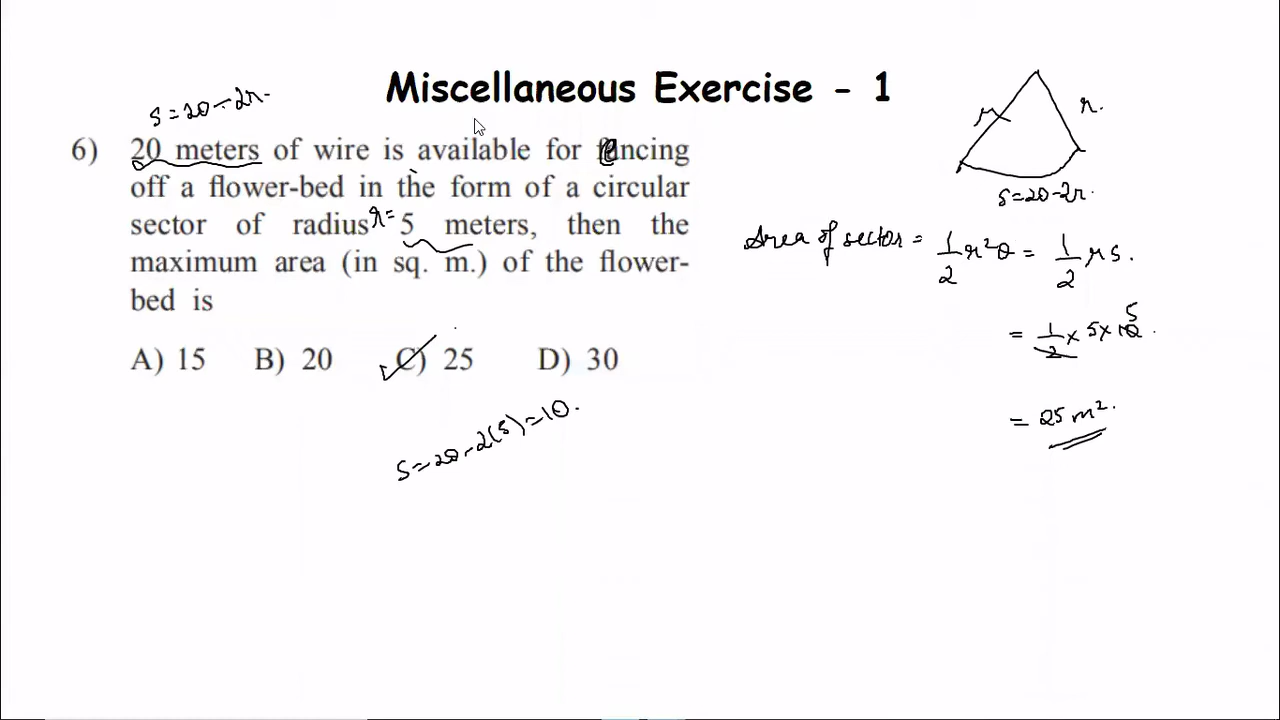 Miscellaneous Exercise - 1
s=20-2r
6) 20 meters of wire is available for fencing
off a flower-bed in the form of a circular
sector of radius r= 5 meters, then the
maximum area (in sq. m.) of the flower-
bed is
A) 15 B) 20 C) 25 D) 30
s=20-2(5)=10.
r r.
s=20-2r.
Area of sector = 1/2 r²θ = 1/2 rs.
= 1/2 × 5 × 10 5
= 25 m².